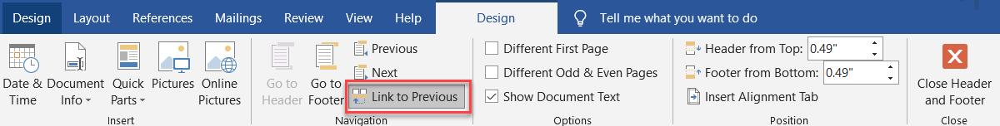 Design Layout References Mailings Review View Help Design Tell me what you want to do
Date & Time
Document Info
Quick Parts
Pictures
Online Pictures
Insert
Go to Header
Go to Footer
Previous
Next
Link to Previous
Navigation
Different First Page
Different Odd & Even Pages
Show Document Text
Options
Header from Top: 0.49"
Footer from Bottom: 0.49"
Insert Alignment Tab
Position
Close Header and Footer
Close